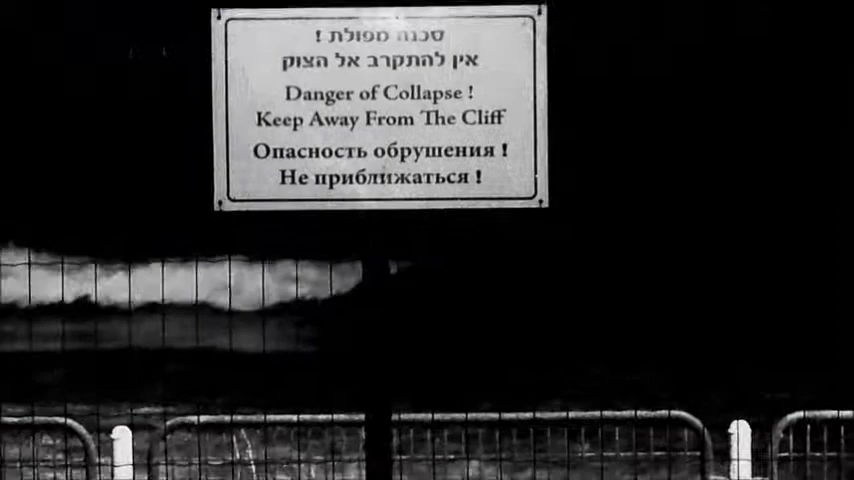 סכנה מפולת !
אין להתקרב אל הצוק
Danger of Collapse !
Keep Away From The Cliff
Опасность обрушения !
Не приближаться !